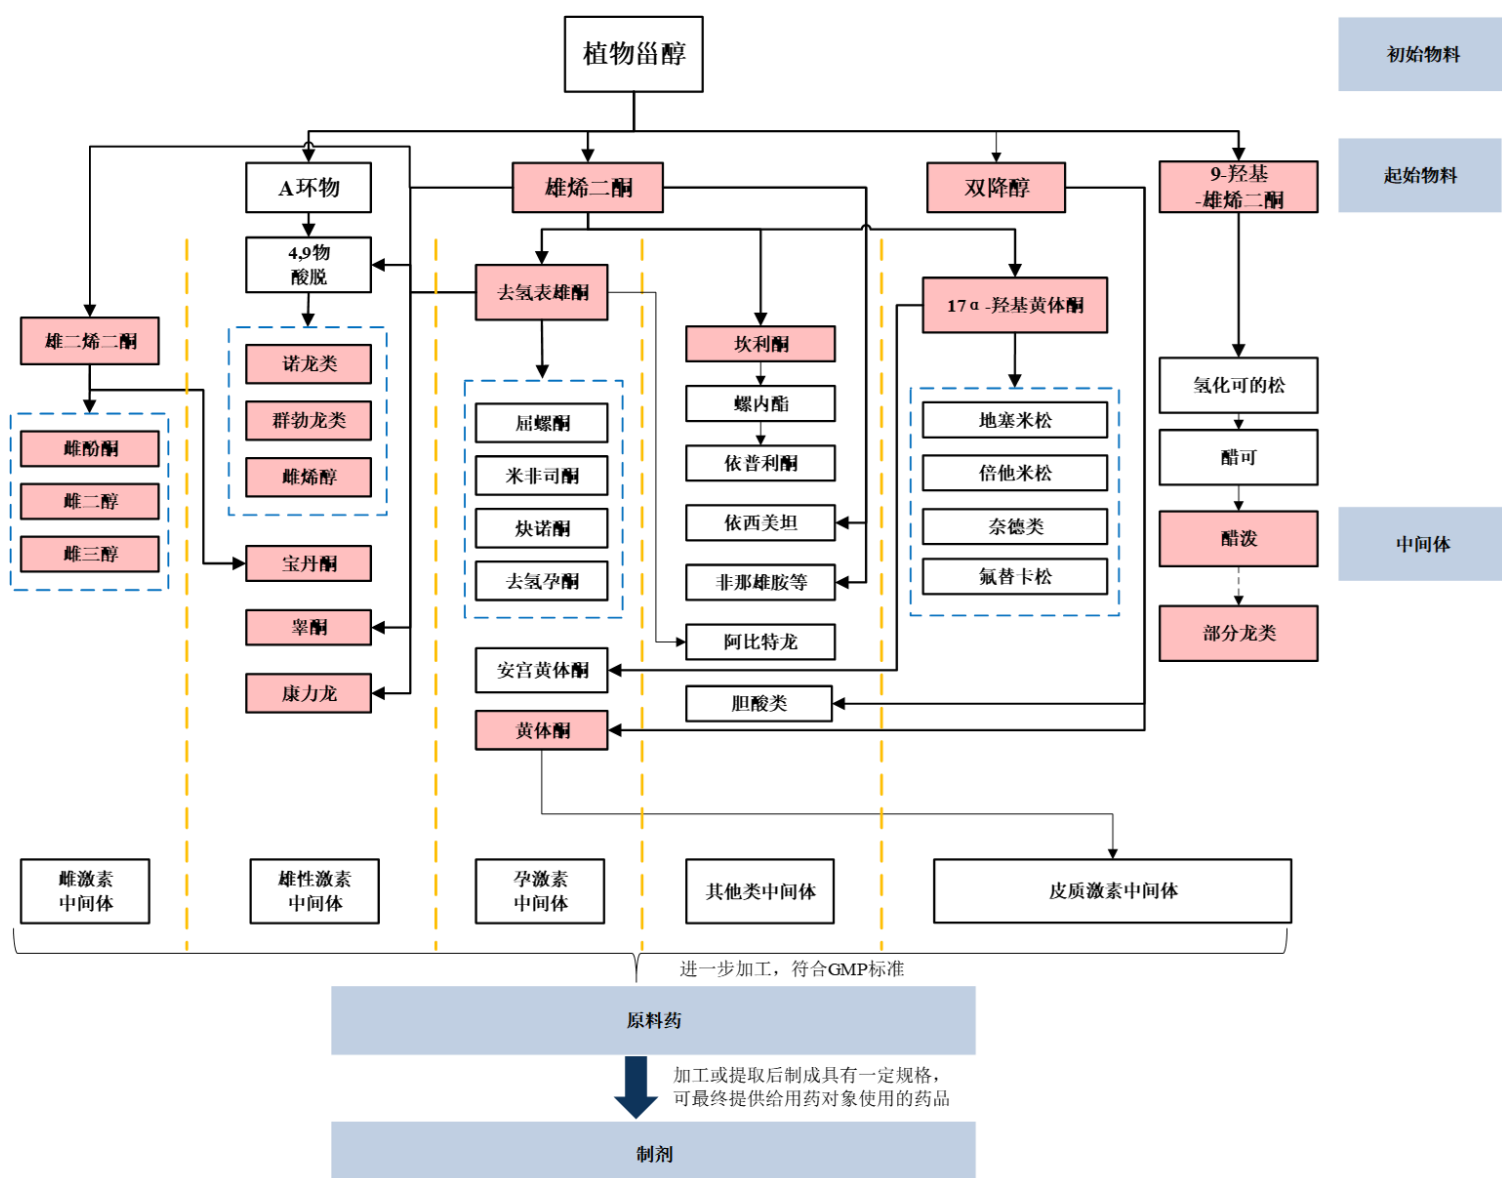 植物甾醇
初始物料
A环物
雄烯二酮
双降醇
9-羟基
-雄烯二酮
起始物料
4,9物
酸脱
去氢表雄酮
17α-羟基黄体酮
雄二烯二酮
诺龙类
群勃龙类
雌烯醇
坎利酮
螺内酯
依普利酮
依西美坦
非那雄胺等
阿比特龙
胆酸类
氢化可的松
醋可
醋泼
部分龙类
中间体
雌酚酮
雌二醇
雌三醇
宝丹酮
睾酮
康力龙
屈螺酮
米非司酮
炔诺酮
去氢孕酮
安宫黄体酮
黄体酮
地塞米松
倍他米松
奈德类
氟替卡松
雌激素
中间体
雄性激素
中间体
孕激素
中间体
其他类中间体
皮质激素中间体
进一步加工，符合GMP标准
原料药
加工或提取后制成具有一定规格，
可最终提供给用药对象使用的药品
制剂